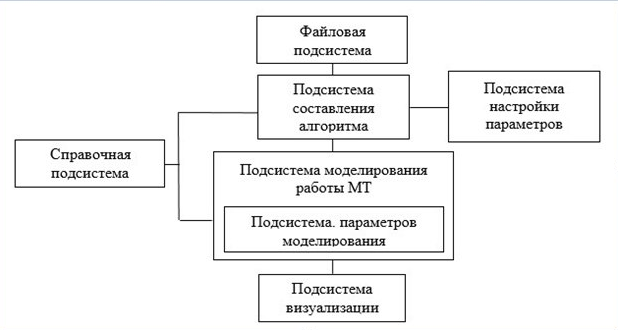 Файловая
подсистема
Подсистема
составления
алгоритма
Подсистема
настройки
параметров
Справочная
подсистема
Подсистема моделирования
работы МТ
Подсистема. параметров
моделирования
Подсистема
визуализации